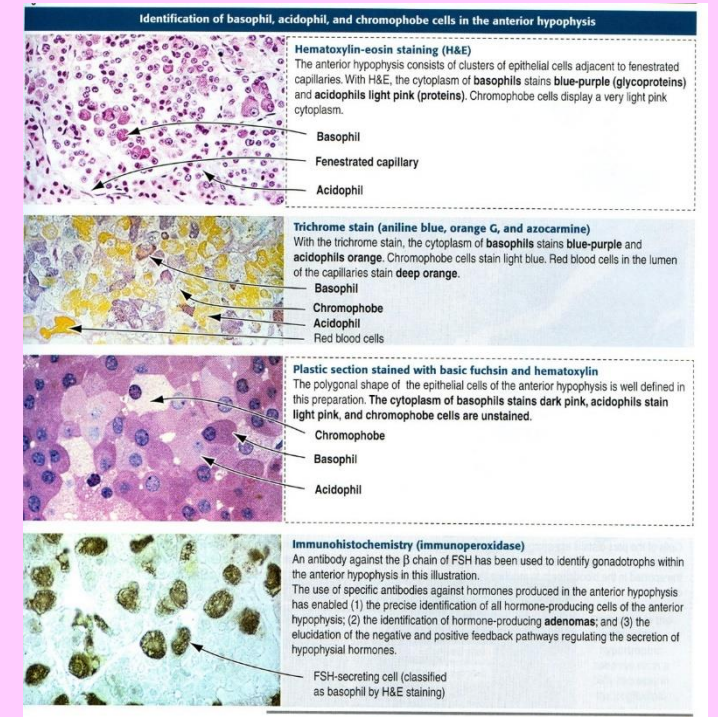 Identification of basophil, acidophil, and chromophobe cells in the anterior hypophysis
Hematoxylin-eosin staining (H&E)
The anterior hypophysis consists of clusters of epithelial cells adjacent to fenestrated
capillaries. With H&E, the cytoplasm of basophils stains blue-purple (glycoproteins)
and acidophils light pink (proteins). Chromophobe cells display a very light pink
cytoplasm.
Basophil
Fenestrated capillary
Acidophil
Trichrome stain (aniline blue, orange G, and azocarmine)
With the trichrome stain, the cytoplasm of basophils stains blue-purple and
acidophils orange. Chromophobe cells stain light blue. Red blood cells in the lumen
of the capillaries stain deep orange.
Basophil
Chromophobe
Acidophil
Red blood cells
Plastic section stained with basic fuchsin and hematoxylin
The polygonal shape of the epithelial cells of the anterior hypophysis is well defined in
this preparation. The cytoplasm of basophils stains dark pink, acidophils stain
light pink, and chromophobe cells are unstained.
Chromophobe
Basophil
Acidophil
Immunohistochemistry (immunoperoxidase)
An antibody against the β chain of FSH has been used to identify gonadotrophs within
the anterior hypophysis in this illustration.
The use of specific antibodies against hormones produced in the anterior hypophysis
has enabled (1) the precise identification of all hormone-producing cells of the anterior
hypophysis; (2) the identification of hormone-producing adenomas; and (3) the
elucidation of the negative and positive feedback pathways regulating the secretion of
hypophysial hormones.
FSH-secreting cell (classified
as basophil by H&E staining)